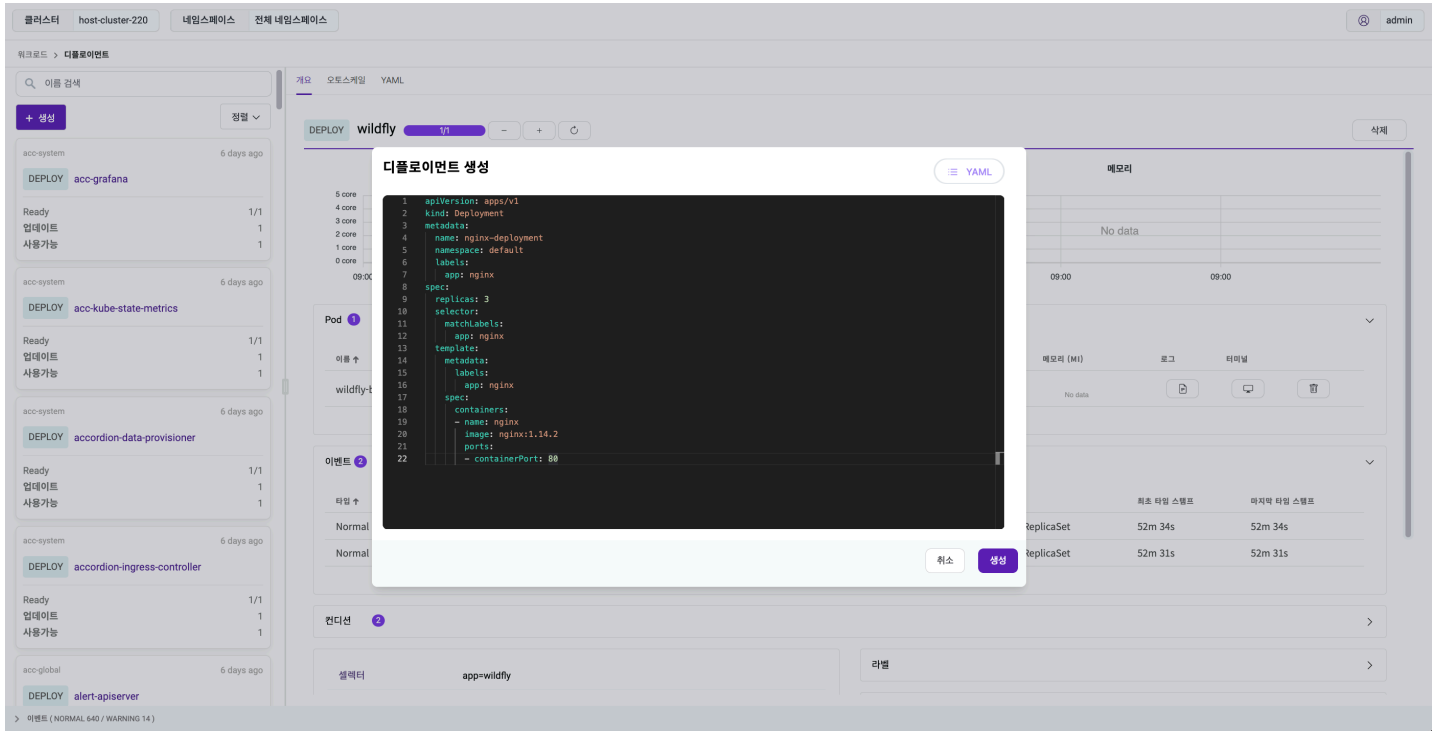 클러스터 host-cluster-220 네임스페이스 전체 네임스페이스 admin
워크로드 > 디플로이먼트
이름 검색
+ 생성 정렬
acc-system 6 days ago
DEPLOY acc-grafana
Ready 1/1
업데이트 1
사용가능 1
acc-system 6 days ago
DEPLOY acc-kube-state-metrics
Ready 1/1
업데이트 1
사용가능 1
acc-system 6 days ago
DEPLOY accordion-data-provisioner
Ready 1/1
업데이트 1
사용가능 1
acc-system 6 days ago
DEPLOY accordion-ingress-controller
Ready 1/1
업데이트 1
사용가능 1
acc-global 6 days ago
DEPLOY alert-apiserver
개요 오토스케일 YAML
DEPLOY wildfly 1/1 - + 삭제
메모리
5 core
4 core
3 core
2 core
1 core
0 core
No data
09:00 09:00 09:00
Pod 1
이름 메모리 (MI) 로그 터미널
wildfly-b No data
이벤트 2
타입 최초 타임 스탬프 마지막 타임 스탬프
Normal ReplicaSet 52m 34s 52m 34s
Normal ReplicaSet 52m 31s 52m 31s
컨디션 2
셀렉터 app=wildfly
라벨
디플로이먼트 생성 YAML
1 apiVersion: apps/v1
2 kind: Deployment
3 metadata:
4 name: nginx-deployment
5 namespace: default
6 labels:
7 app: nginx
8 spec:
9 replicas: 3
10 selector:
11 matchLabels:
12 app: nginx
13 template:
14 metadata:
15 labels:
16 app: nginx
17 spec:
18 containers:
19 - name: nginx
20 image: nginx:1.14.2
21 ports:
22 - containerPort: 80
취소 생성
> 이벤트 ( NORMAL 640 / WARNING 14 )